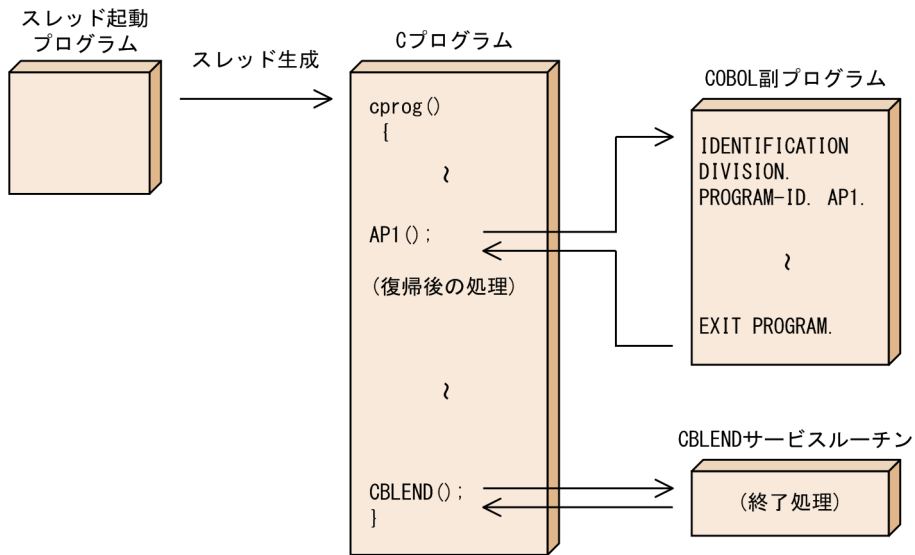 スレッド起動
プログラム
スレッド生成
Cプログラム
cprog()
{
~
AP1();
(復帰後の処理)
~
CBLEND();
}
COBOL副プログラム
IDENTIFICATION
DIVISION.
PROGRAM-ID. AP1.
~
EXIT PROGRAM.
CBLENDサービスルーチン
(終了処理)